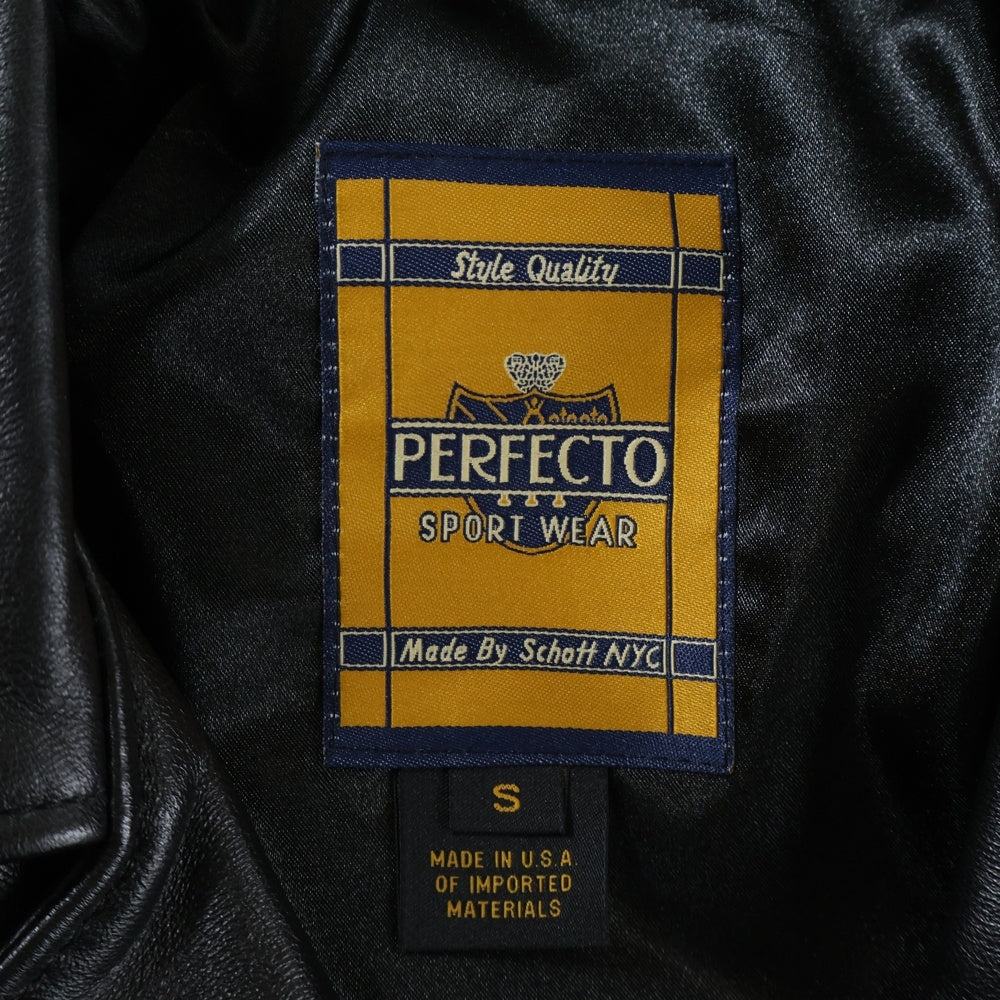 Style Quality
PERFECTO
SPORT WEAR
Made By Schott NYC
S
MADE IN U.S.A.
OF IMPORTED
MATERIALS